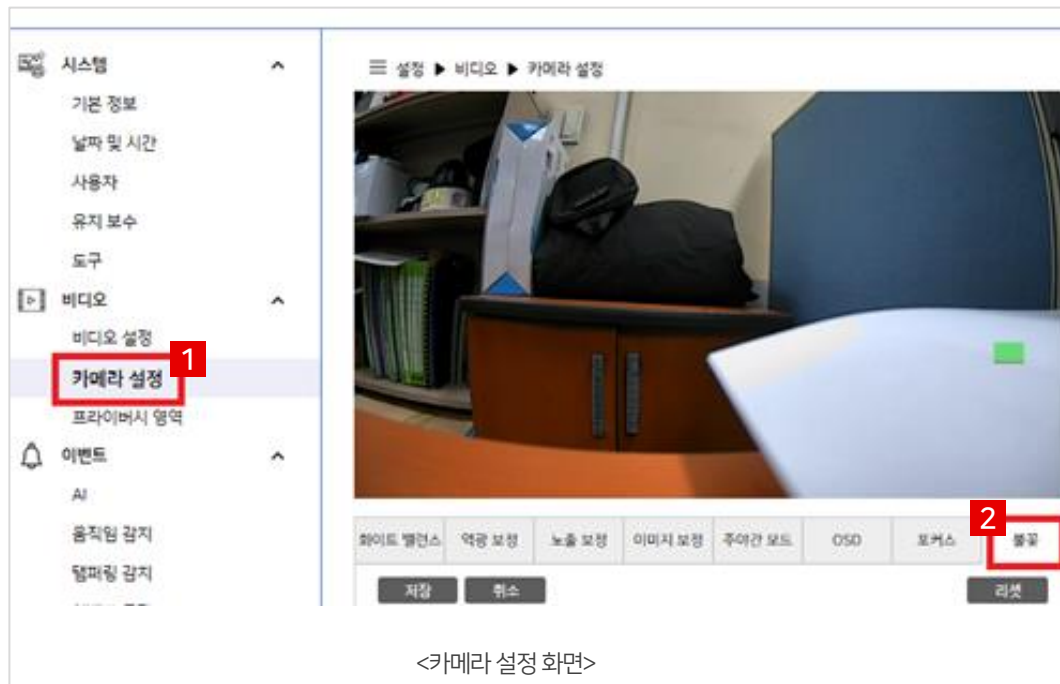 시스템
기본 정보
날짜 및 시간
사용자
유지 보수
도구
비디오
비디오 설정
1
카메라 설정
프라이버시 영역
이벤트
AI
움직임 감지
탬퍼링 감지
☰ 설정 ▶ 비디오 ▶ 카메라 설정
2
화이트 밸런스 역광 보정 노출 보정 이미지 보정 주야간 모드 OSD 포커스 불꽃
저장 취소 리셋
<카메라 설정 화면>